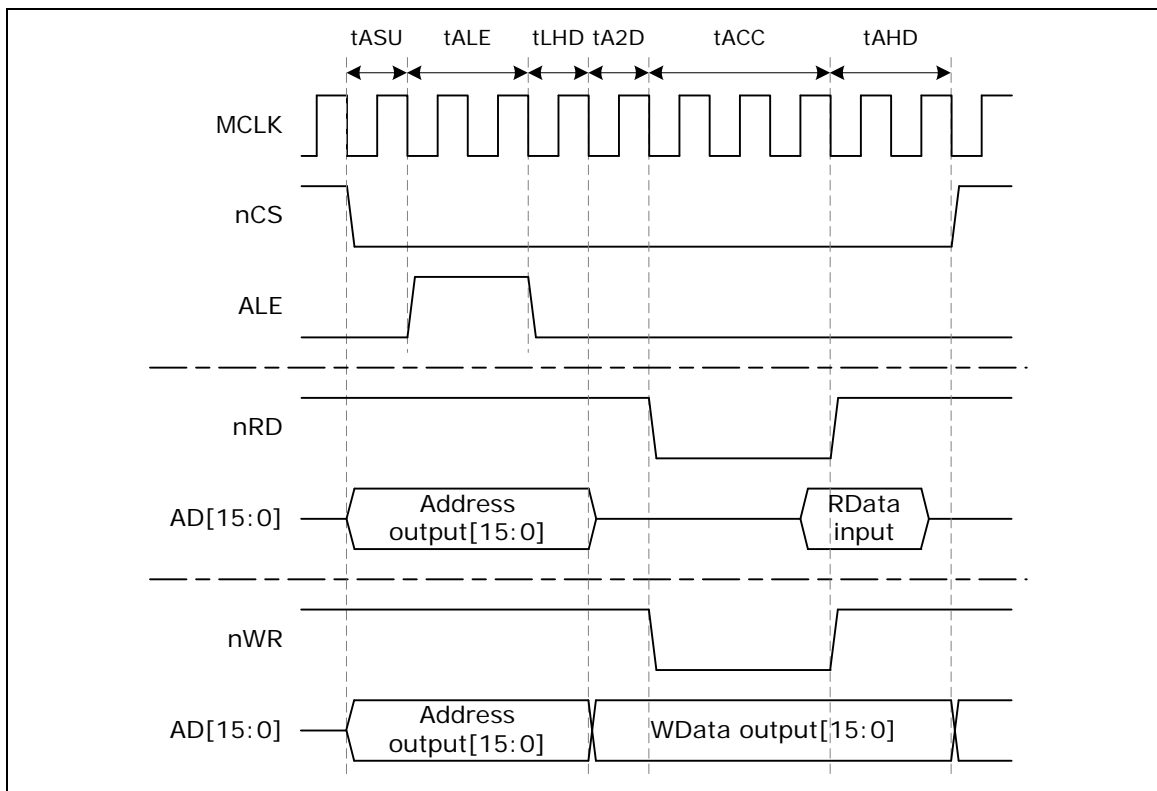 tASU tALE tLHD tA2D tACC tAHD
MCLK
nCS
ALE
nRD
AD[15:0]
Address
output[15:0]
RData
input
nWR
AD[15:0]
Address
output[15:0]
WData output[15:0]